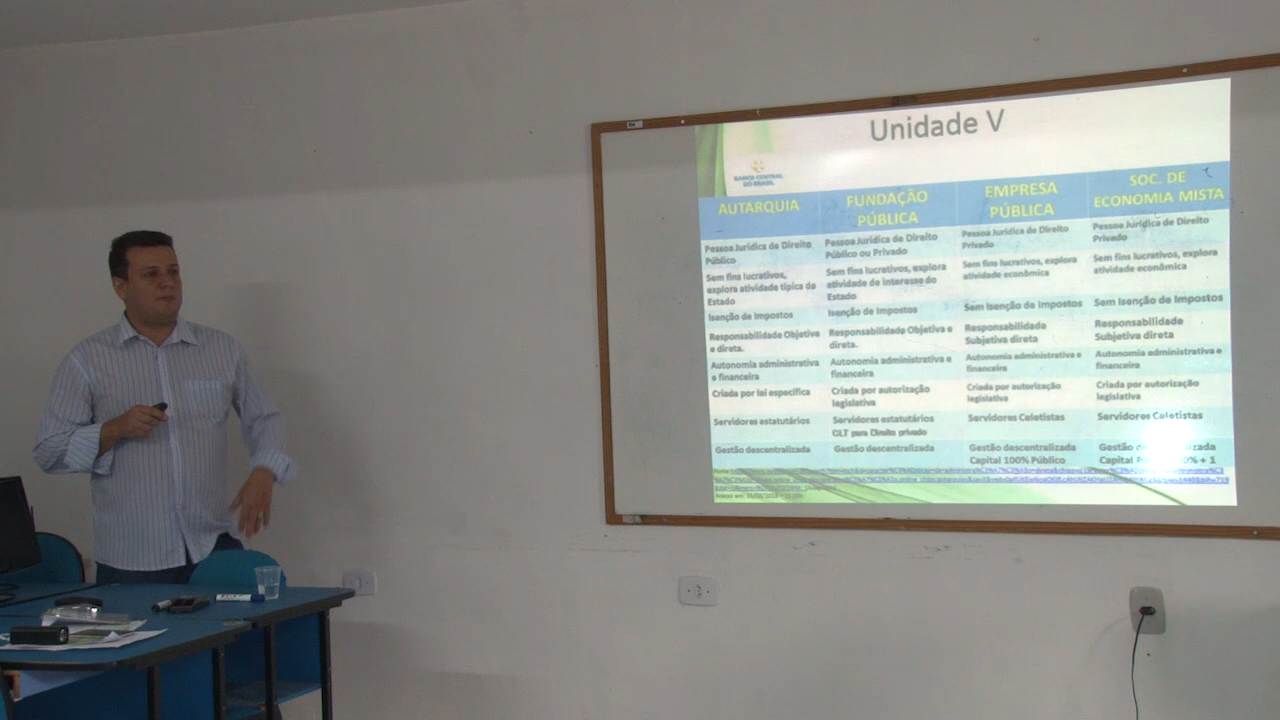 Unidade V
BANCO CENTRAL
DO BRASIL
AUTARQUIA
FUNDAÇÃO
PÚBLICA
EMPRESA
PÚBLICA
SOC. DE
ECONOMIA MISTA
Pessoa Jurídica de Direito
Público
Pessoa Jurídica de Direito
Público ou Privado
Pessoa Jurídica de Direito
Privado
Pessoa Jurídica de Direito
Privado
Sem fins lucrativos,
explora atividade típica de
Estado
Sem fins lucrativos, explora
atividade de interesse do
Estado
Sem fins lucrativos, explora
atividade econômica
Sem fins lucrativos, explora
atividade econômica
Isenção de Impostos
Isenção de Impostos
Sem Isenção de Impostos
Sem Isenção de Impostos
Responsabilidade Objetiva
e direta.
Responsabilidade Objetiva e
direta.
Responsabilidade
Subjetiva direta
Responsabilidade
Subjetiva direta
Autonomia administrativa
e financeira
Autonomia administrativa e
financeira
Autonomia administrativa e
financeira
Autonomia administrativa e
financeira
Criada por lei específica
Criada por autorização
legislativa
Criada por autorização
legislativa
Criada por autorização
legislativa
Servidores estatutários
Servidores estatutários
CLT para Direito privado
Servidores Celetistas
Servidores Celetistas
Gestão descentralizada
Gestão descentralizada
Gestão descentralizada
Capital 100% Público
Gestão
Capital
+ 1